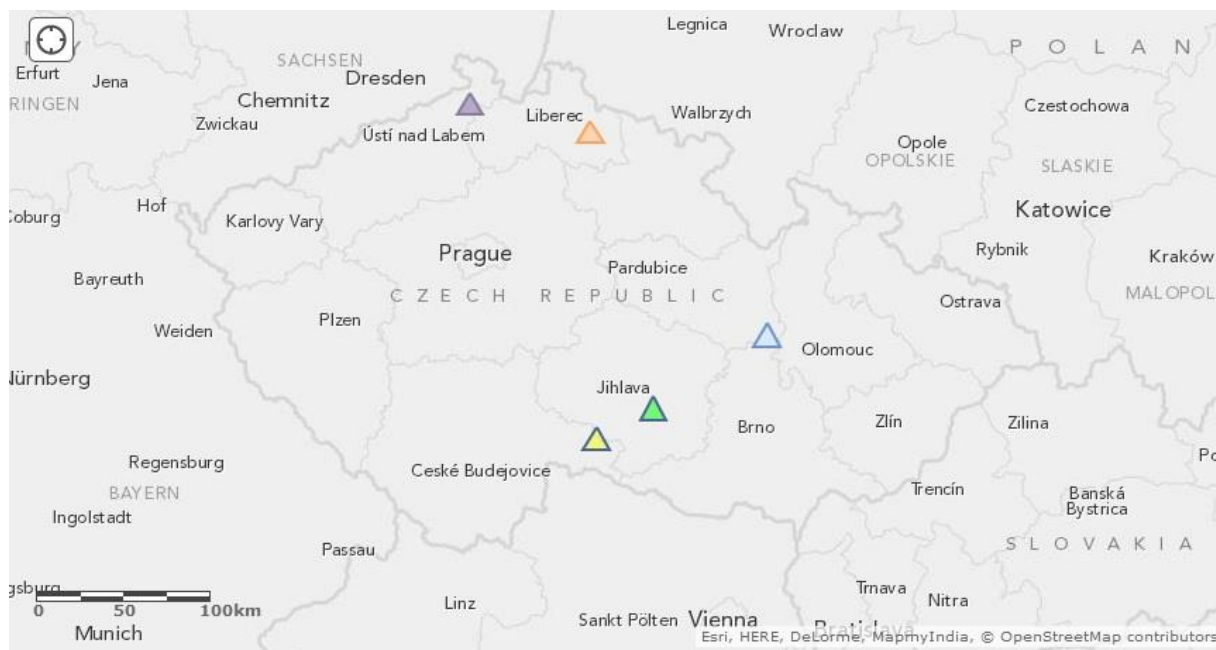 Legnica
Wroclaw
P O L A N
Erfurt
Jena
SACHSEN
Dresden
RINGEN
Chemnitz
Zwickau
Ústí nad Labem
Liberec
Walbrzych
Czestochowa
Opole
OPOLSKIE
SLASKIE
Katowice
Coburg
Hof
Karlovy Vary
Prague
Pardubice
Rybnik
Kraków
Bayreuth
C Z E C H R E P U B L I C
Ostrava
MALOPOL
Weiden
Plzen
Olomouc
Nürnberg
Jihlava
Brno
Zlín
Zilina
Regensburg
BAYERN
Ceské Budejovice
Trencín
Banská
Bystrica
Ingolstadt
Passau
S L O V A K I A
gsburg
0 50 100km
Linz
Trnava
Nitra
Munich
Sankt Pölten
Vienna
Bratislava
Esri, HERE, DeLorme, MapmyIndia, © OpenStreetMap contributors